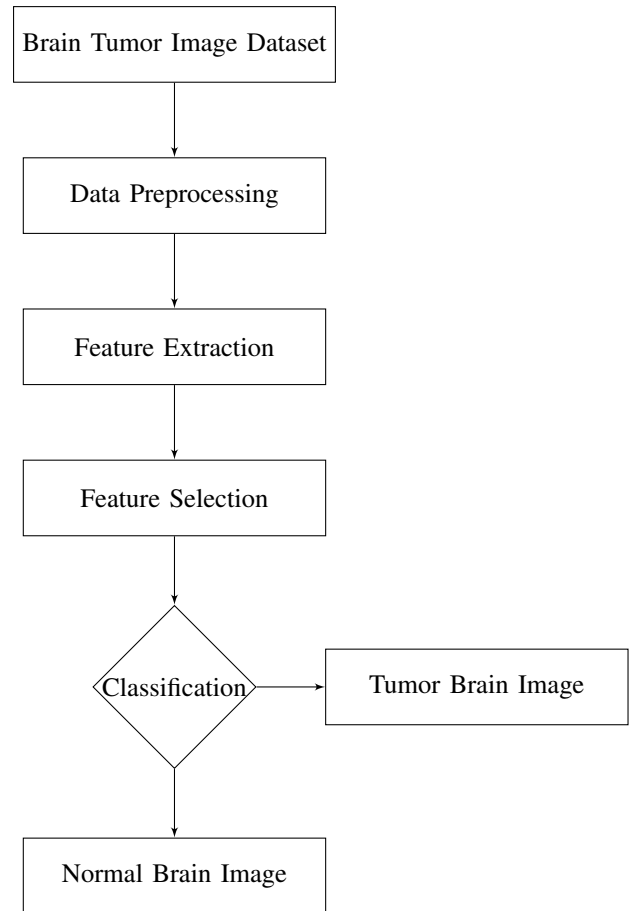 Brain Tumor Image Dataset
Data Preprocessing
Feature Extraction
Feature Selection
Classification
Tumor Brain Image
Normal Brain Image